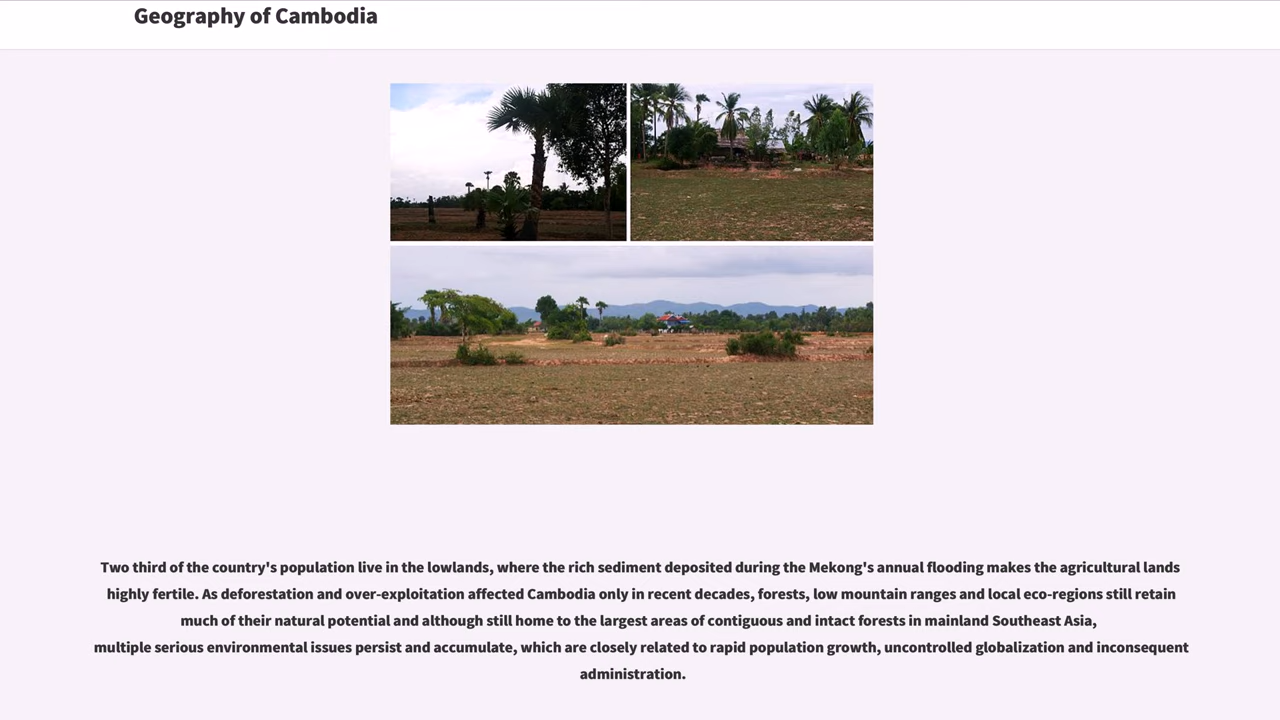 Geography of Cambodia
Two third of the country's population live in the lowlands, where the rich sediment deposited during the Mekong's annual flooding makes the agricultural lands
highly fertile. As deforestation and over-exploitation affected Cambodia only in recent decades, forests, low mountain ranges and local eco-regions still retain
much of their natural potential and although still home to the largest areas of contiguous and intact forests in mainland Southeast Asia,
multiple serious environmental issues persist and accumulate, which are closely related to rapid population growth, uncontrolled globalization and inconsequent
administration.